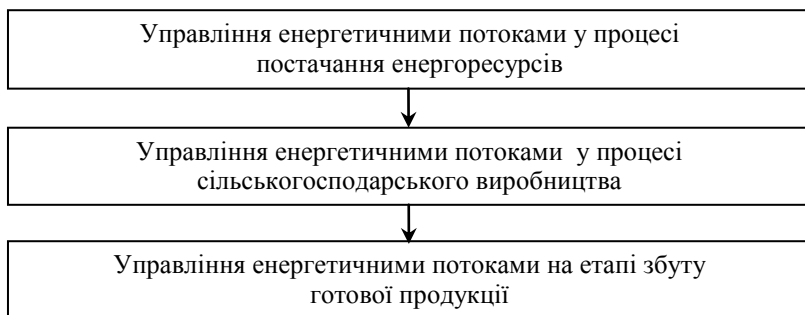 Управління енергетичними потоками у процесі
постачання енергоресурсів
Управління енергетичними потоками у процесі
сільськогосподарського виробництва
Управління енергетичними потоками на етапі збуту
готової продукції